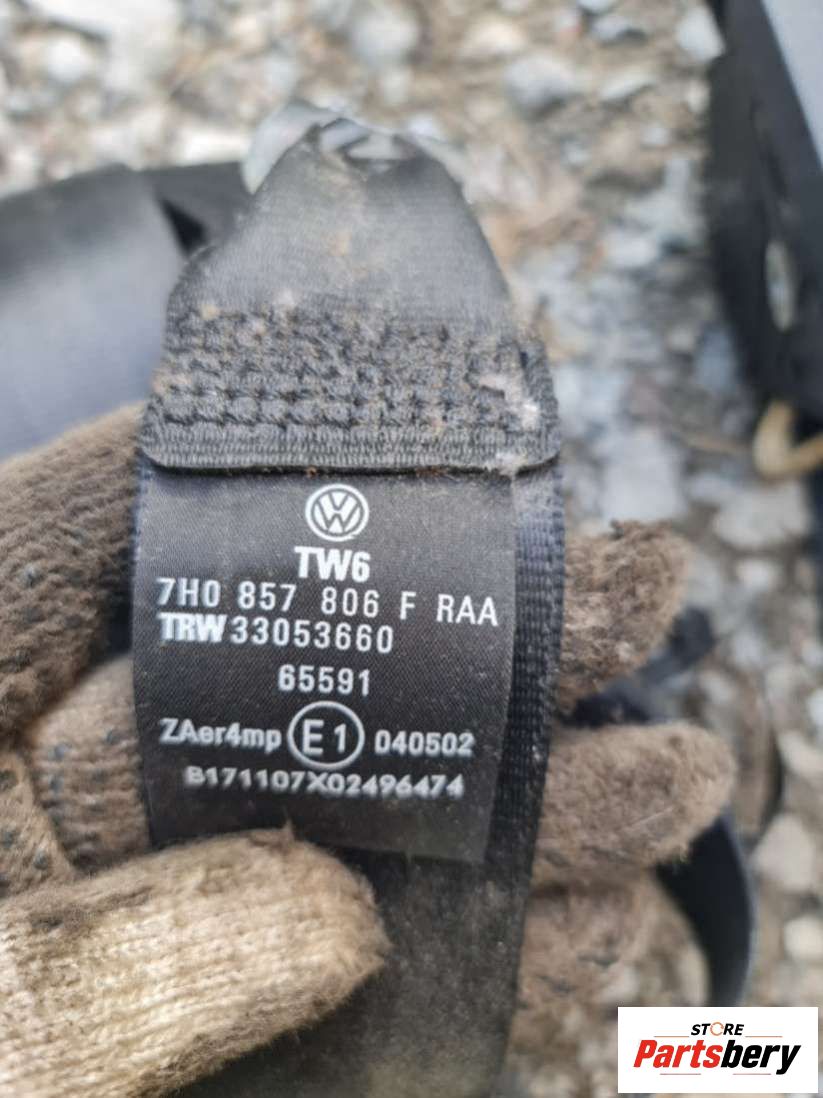 TW6
7H0 857 806 F RAA
TRW 33053660
65591
ZAer4mp E1 040502
B171107X02496474
STORE
Partsbery